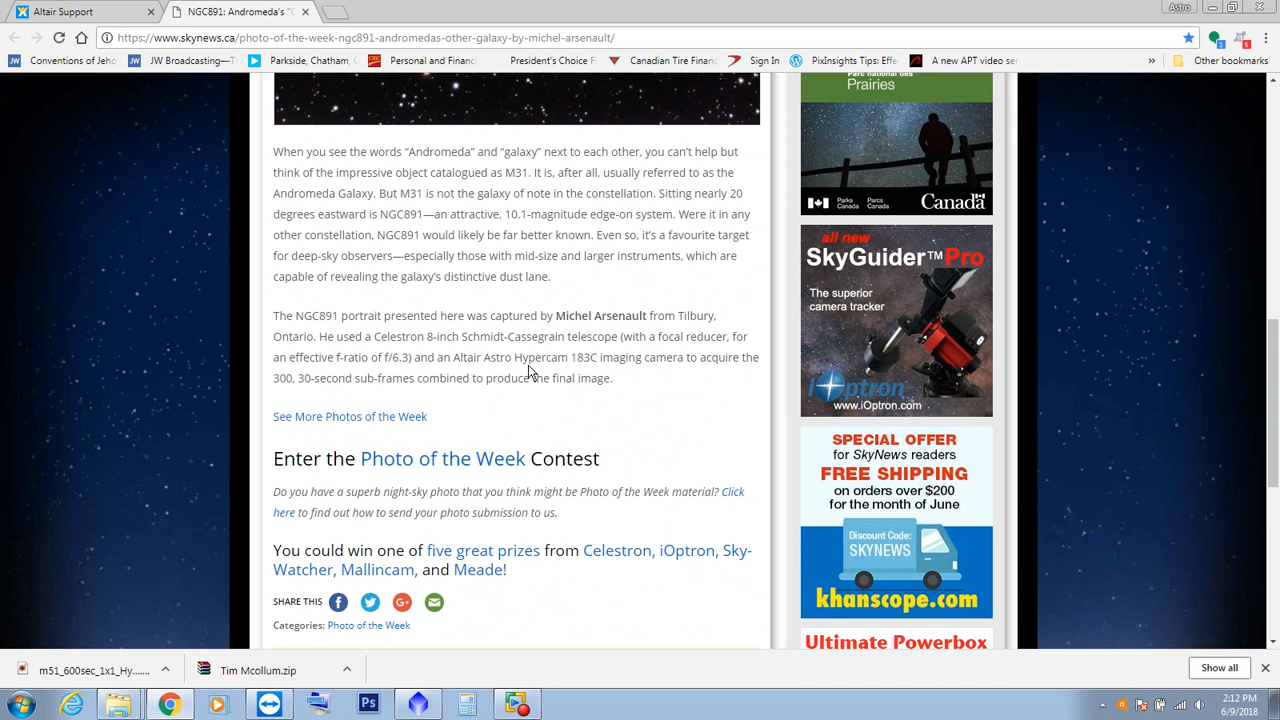 Altair Support
NGC891: Andromeda's "O
Astro
https://www.skynews.ca/photo-of-the-week-ngc891-andromedas-other-galaxy-by-michel-arsenault/
Conventions of Jeho JW Broadcasting— T Parkside, Chatham, C Personal and Financ President's Choice F Canadian Tire Financ Sign In PixInsights Tips: Effe A new APT video ser » Other bookmarks
Parc national des
Prairies
When you see the words “Andromeda” and “galaxy” next to each other, you can’t help but
think of the impressive object catalogued as M31. It is, after all, usually referred to as the
Andromeda Galaxy. But M31 is not the galaxy of note in the constellation. Sitting nearly 20
degrees eastward is NGC891—an attractive, 10.1-magnitude edge-on system. Were it in any
other constellation, NGC891 would likely be far better known. Even so, it’s a favourite target
for deep-sky observers—especially those with mid-size and larger instruments, which are
capable of revealing the galaxy’s distinctive dust lane.
The NGC891 portrait presented here was captured by Michel Arsenault from Tilbury,
Ontario. He used a Celestron 8-inch Schmidt-Cassegrain telescope (with a focal reducer, for
an effective f-ratio of f/6.3) and an Altair Astro Hypercam 183C imaging camera to acquire the
300, 30-second sub-frames combined to produce the final image.
See More Photos of the Week
Enter the Photo of the Week Contest
Do you have a superb night-sky photo that you think might be Photo of the Week material? Click
here to find out how to send your photo submission to us.
You could win one of five great prizes from Celestron, iOptron, Sky-
Watcher, Mallincam, and Meade!
SHARE THIS
Categories: Photo of the Week
Parks Canada Parcs Canada Canada
all new
SkyGuider™Pro
The superior
camera tracker
iOptron
www.iOptron.com
SPECIAL OFFER
for SkyNews readers
FREE SHIPPING
on orders over $200
for the month of June
Discount Code:
SKYNEWS
khanscope.com
Ultimate Powerbox
m51_600sec_1x1_Hy.......
Tim Mccollum.zip
Show all
2:12 PM
6/9/2018